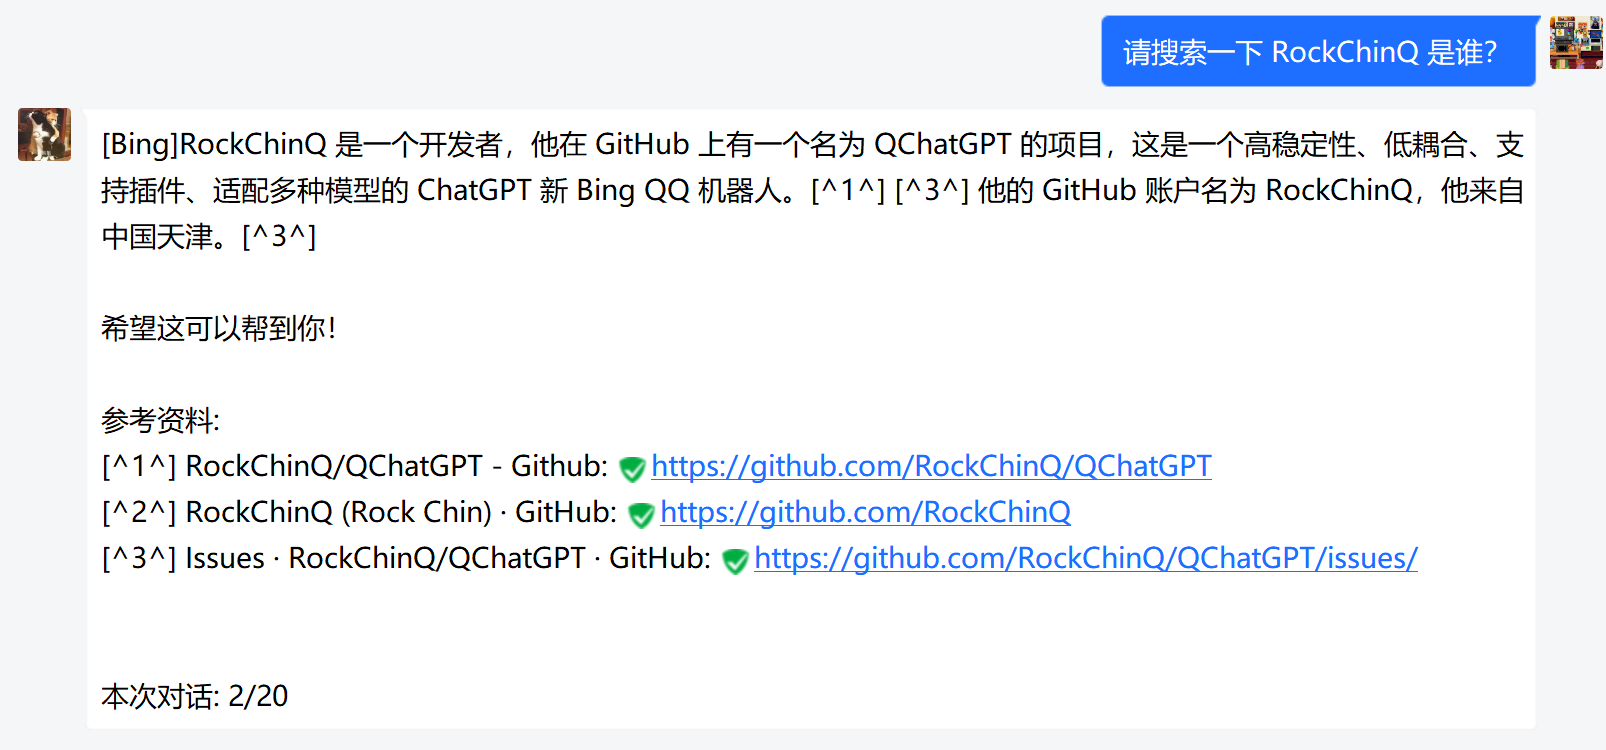 请搜索一下 RockChinQ 是谁？
[Bing]RockChinQ 是一个开发者，他在 GitHub 上有一个名为 QChatGPT 的项目，这是一个高稳定性、低耦合、支
持插件、适配多种模型的 ChatGPT 新 Bing QQ 机器人。[^1^] [^3^] 他的 GitHub 账户名为 RockChinQ，他来自
中国天津。[^3^]
希望这可以帮到你！
参考资料:
[^1^] RockChinQ/QChatGPT - Github: https://github.com/RockChinQ/QChatGPT
[^2^] RockChinQ (Rock Chin) · GitHub: https://github.com/RockChinQ
[^3^] Issues · RockChinQ/QChatGPT · GitHub: https://github.com/RockChinQ/QChatGPT/issues/
本次对话: 2/20